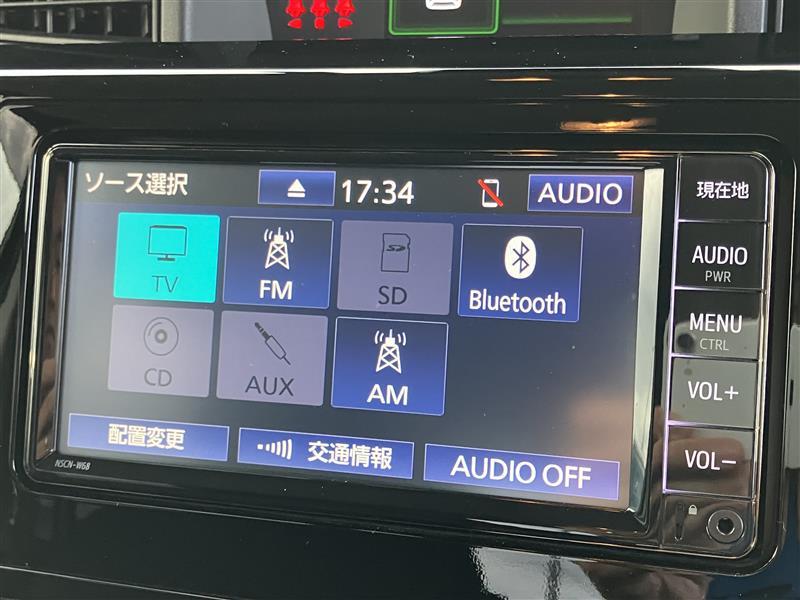 ソース選択
17:34
AUDIO
現在地
TV
FM
SD
SD
Bluetooth
AUDIO
PWR
CD
AUX
AM
MENU
CTRL
VOL+
配置変更
交通情報
AUDIO OFF
VOL-
NSCN-W68